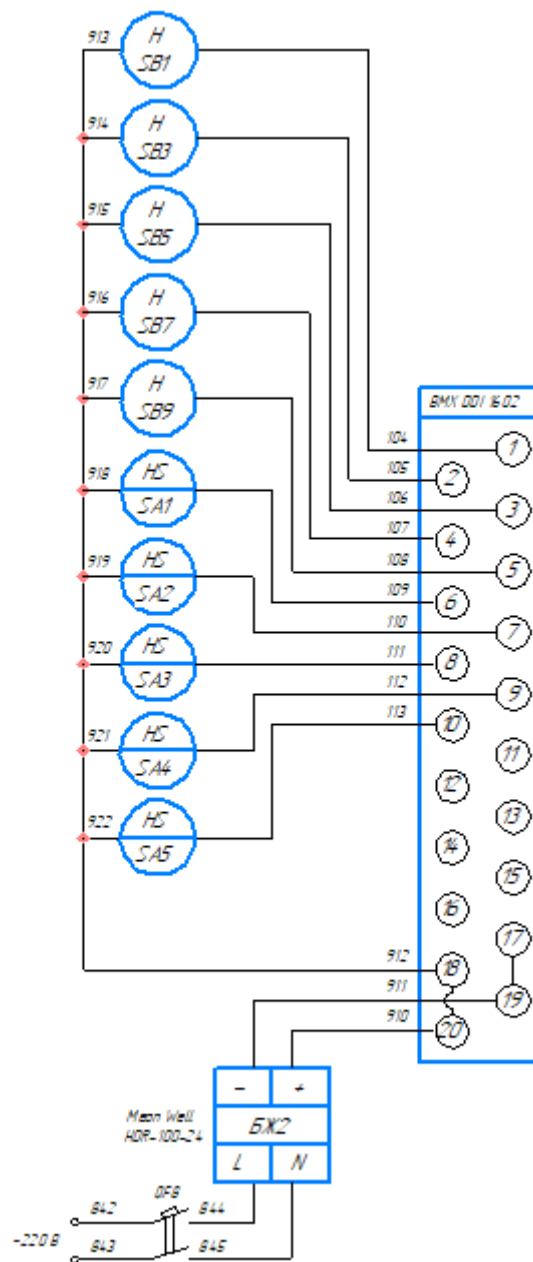 913
H
SB1
914
H
SB3
915
H
SB5
916
H
SB7
917
H
SB9
918
HS
SA1
919
HS
SA2
920
HS
SA3
921
HS
SA4
922
HS
SA5
BMX DDI 1602
104
1
105
2
106
3
107
4
108
5
109
6
110
7
111
8
112
9
113
10
11
12
13
14
15
16
17
912
18
911
19
910
20
- +
Mean Well
HDR-100-24
БЖ2
L N
~220 В
842
QF8
844
843
845